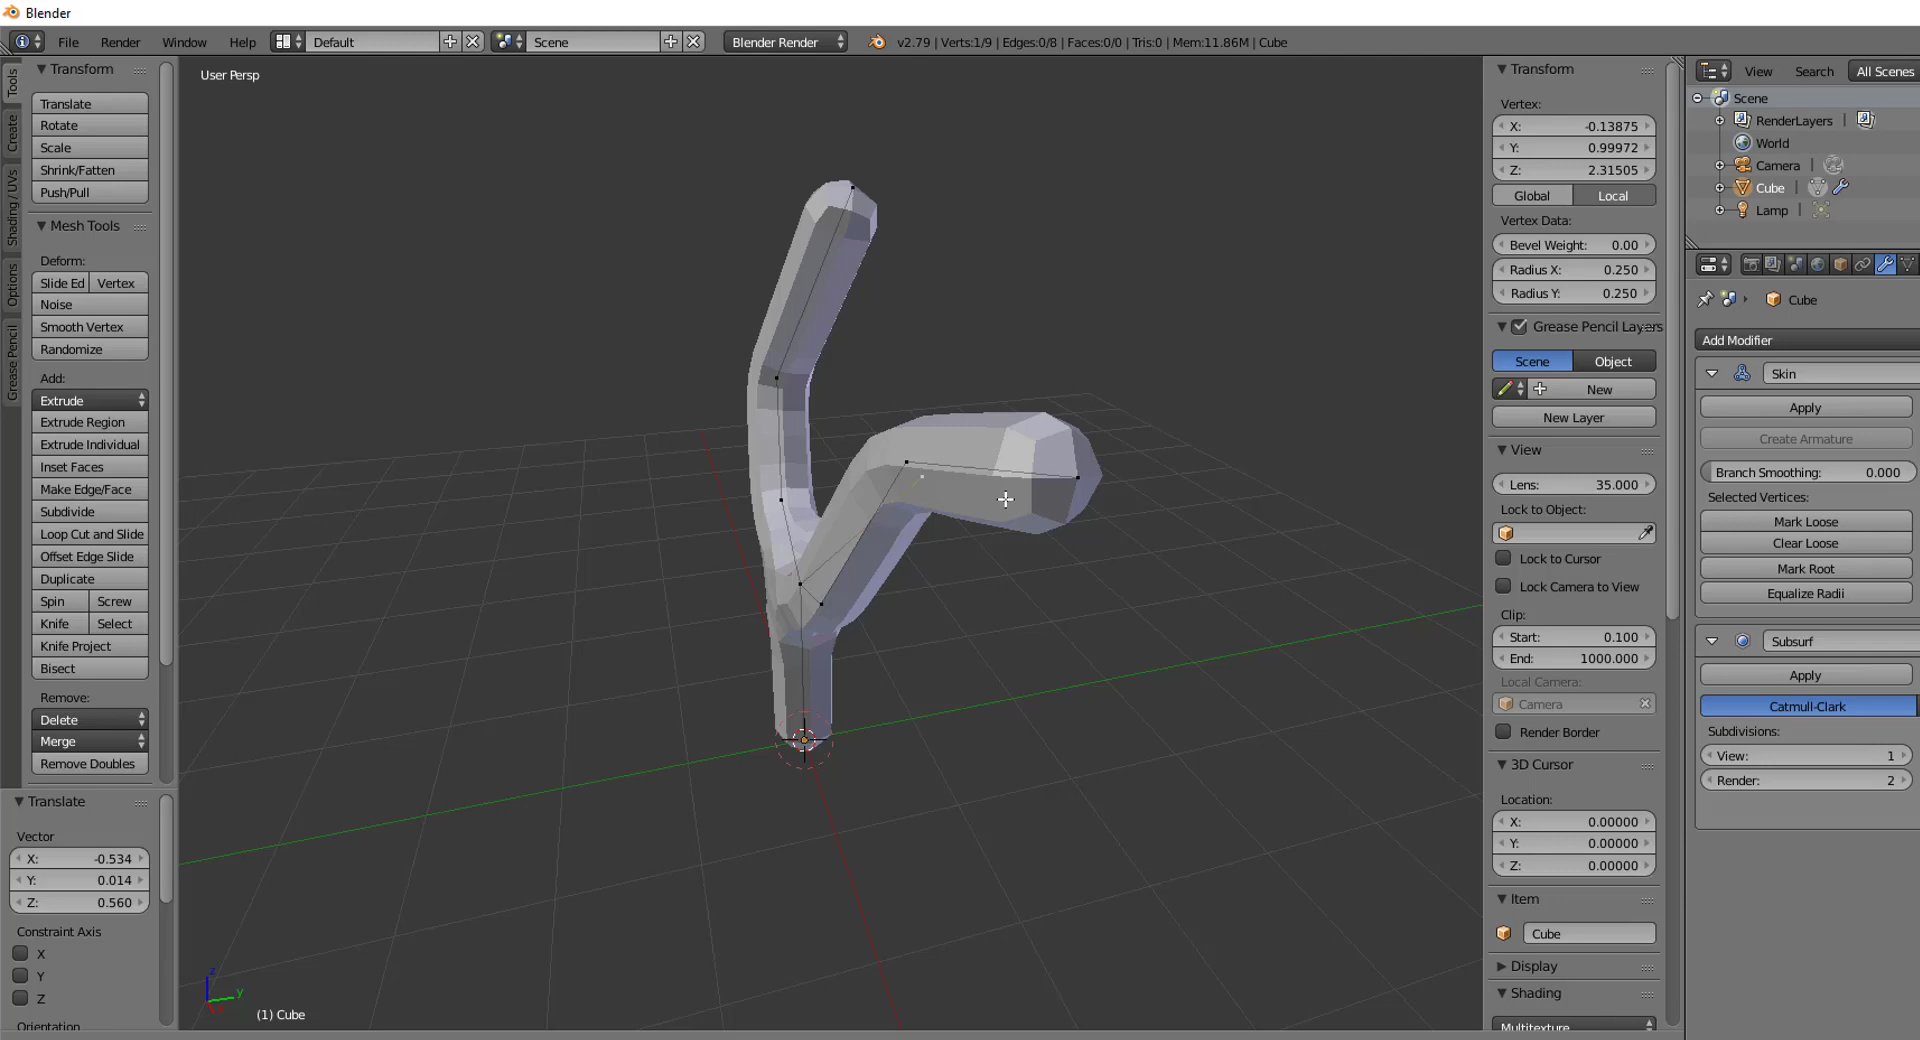 Blender
File Render Window Help Default Scene Blender Render v2.79 | Verts:1/9 | Edges:0/8 | Faces:0/0 | Tris:0 | Mem:11.86M | Cube
Tools
Create
Shading / UVs
Options
Grease Pencil
Transform
Translate
Rotate
Scale
Shrink/Fatten
Push/Pull
Mesh Tools
Deform:
Slide Ed Vertex
Noise
Smooth Vertex
Randomize
Add:
Extrude
Extrude Region
Extrude Individual
Inset Faces
Make Edge/Face
Subdivide
Loop Cut and Slide
Offset Edge Slide
Duplicate
Spin Screw
Knife Select
Knife Project
Bisect
Remove:
Delete
Merge
Remove Doubles
Translate
Vector
X: -0.534
Y: 0.014
Z: 0.560
Constraint Axis
X
Y
Z
Orientation
User Persp
z
y
(1) Cube
Transform
Vertex:
X: -0.13875
Y: 0.99972
Z: 2.31505
Global Local
Vertex Data:
Bevel Weight: 0.00
Radius X: 0.250
Radius Y: 0.250
Grease Pencil Layers
Scene Object
New
New Layer
View
Lens: 35.000
Lock to Object:
Lock to Cursor
Lock Camera to View
Clip:
Start: 0.100
End: 1000.000
Local Camera:
Camera
Render Border
3D Cursor
Location:
X: 0.00000
Y: 0.00000
Z: 0.00000
Item
Cube
Display
Shading
Multitexture
View Search All Scenes
Scene
RenderLayers |
World
Camera |
Cube |
Lamp |
Cube
Add Modifier
Skin
Apply
Create Armature
Branch Smoothing: 0.000
Selected Vertices:
Mark Loose
Clear Loose
Mark Root
Equalize Radii
Subsurf
Apply
Catmull-Clark
Subdivisions:
View: 1
Render: 2